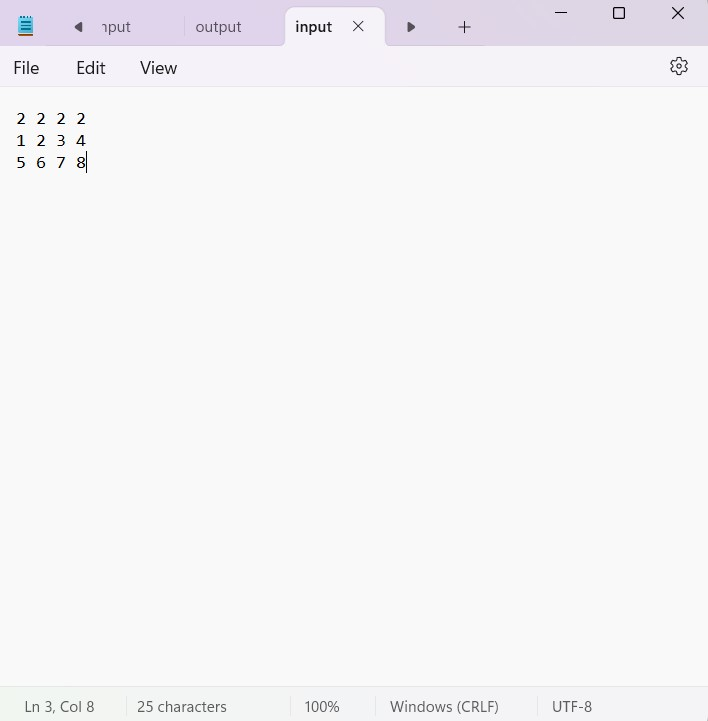 input
output
input
File
Edit
View
2 2 2 2
1 2 3 4
5 6 7 8
Ln 3, Col 8
25 characters
100%
Windows (CRLF)
UTF-8